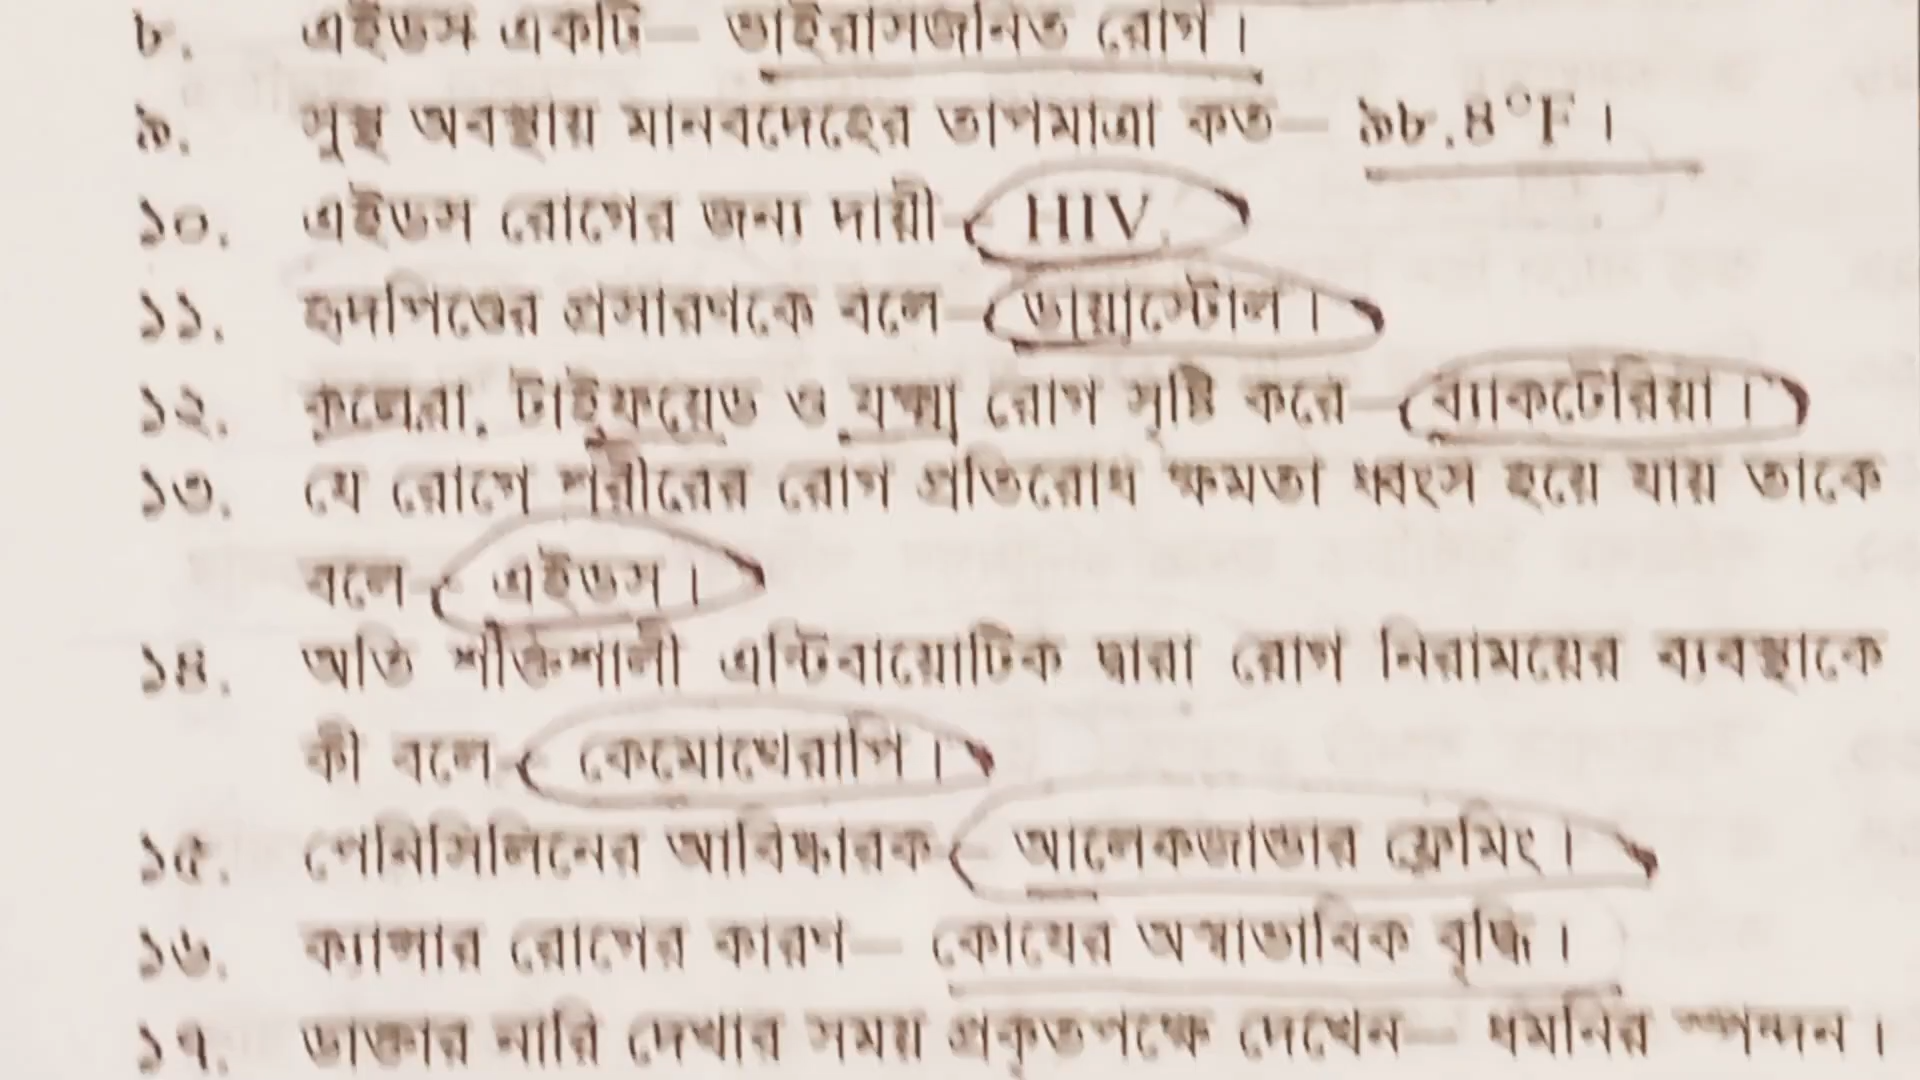 ৮. এইডস একটি— ভাইরাসজনিত রোগ।
৯. সুস্থ অবস্থায় মানবদেহের তাপমাত্রা কত— ৯৮.৪°F।
১০. এইডস রোগের জন্য দায়ী— HIV.
১১. হৃদপিণ্ডের প্রসারণকে বলে— ডায়াস্টোল।
১২. কলেরা, টাইফয়েড ও যক্ষ্মা রোগ সৃষ্টি করে— ব্যাকটেরিয়া।
১৩. যে রোগে শরীরের রোগ প্রতিরোধ ক্ষমতা ধ্বংস হয়ে যায় তাকে
বলে— এইডস।
১৪. অতি শক্তিশালী এন্টিবায়োটিক দ্বারা রোগ নিরাময়ের ব্যবস্থাকে
কী বলে— কেমোথেরাপি।
১৫. পেনিসিলিনের আবিষ্কারক— আলেকজান্ডার ফ্লেমিং।
১৬. ক্যান্সার রোগের কারণ— কোষের অস্বাভাবিক বৃদ্ধি।
১৭. ডাক্তার নারি দেখার সময় প্রকৃতপক্ষে দেখেন— ধমনির স্পন্দন।